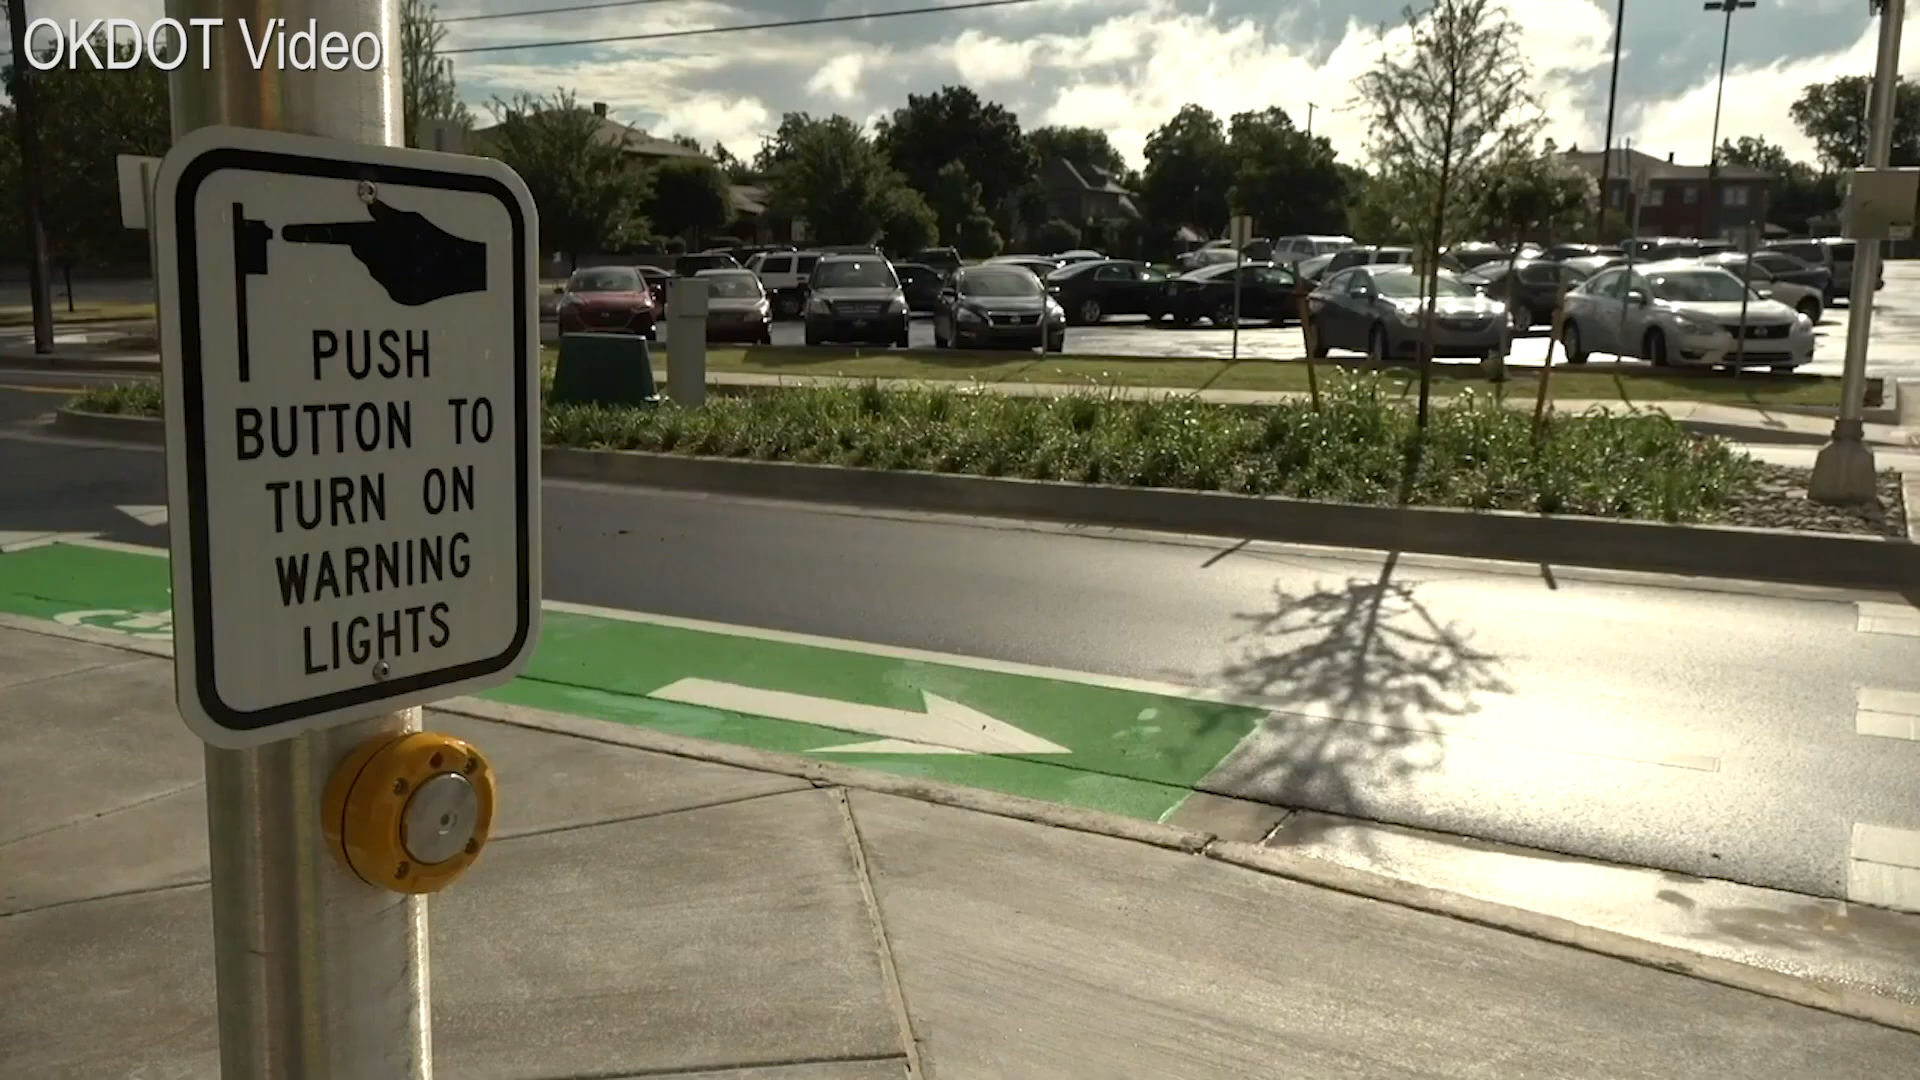 OKDOT Video
PUSH
BUTTON TO
TURN ON
WARNING
LIGHTS